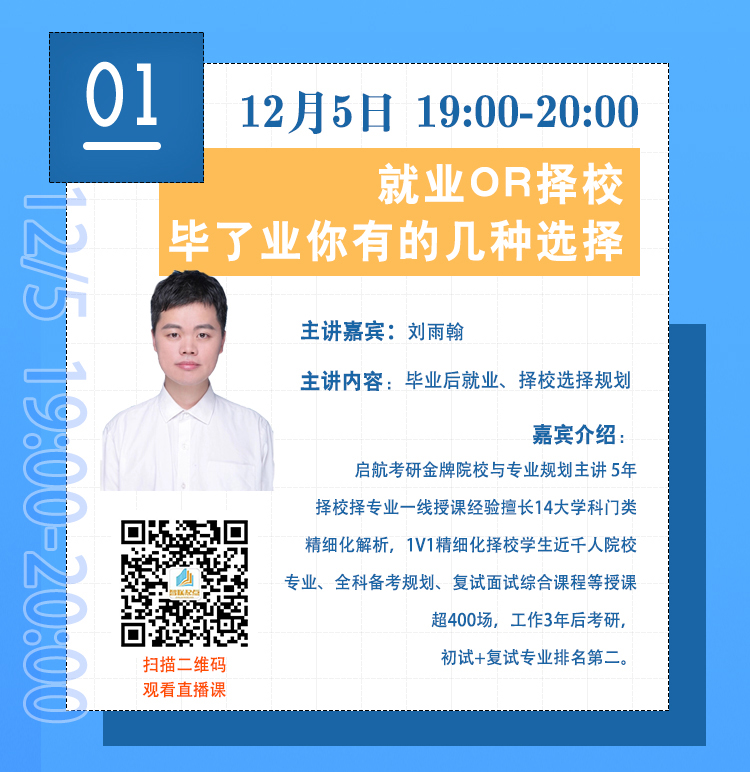 01
12月5日 19:00-20:00
就业OR择校
毕了业你有的几种选择
12/5 19:00-20:00
主讲嘉宾：刘雨翰
主讲内容：毕业后就业、择校选择规划
嘉宾介绍：
启航考研金牌院校与专业规划主讲 5年
择校择专业一线授课经验擅长14大学科门类
精细化解析，1V1精细化择校学生近千人院校
专业、全科备考规划、复试面试综合课程等授课
超400场，工作3年后考研，
初试+复试专业排名第二。
扫描二维码
观看直播课